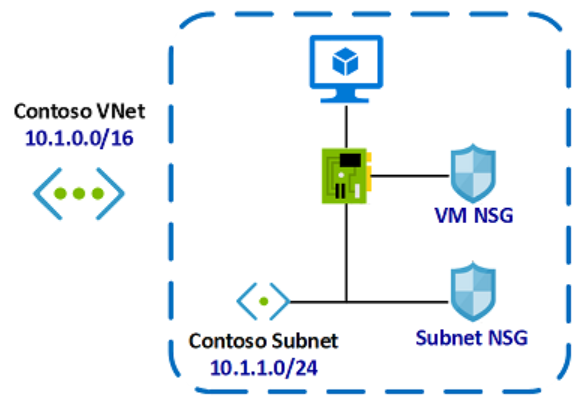 Contoso VNet
10.1.0.0/16
VM NSG
Contoso Subnet
10.1.1.0/24
Subnet NSG